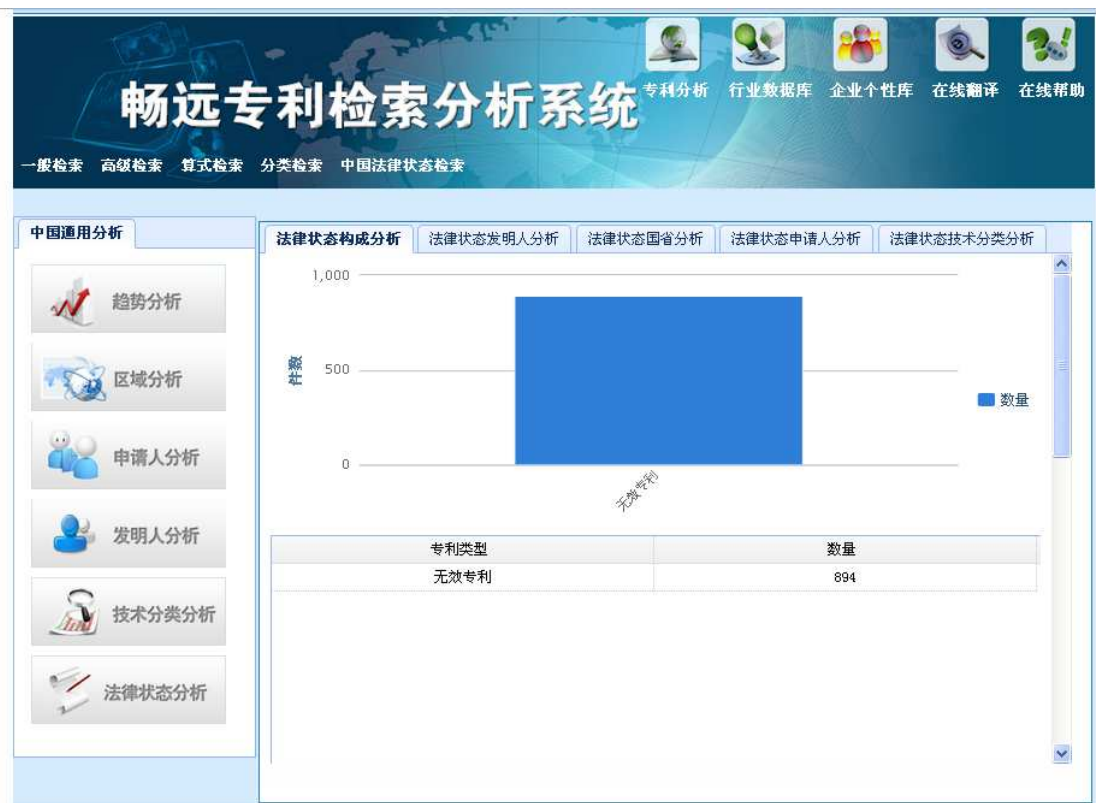 专利分析 行业数据库 企业个性库 在线翻译 在线帮助
畅远专利检索分析系统
一般检索 高级检索 算式检索 分类检索 中国法律状态检索
中国通用分析
法律状态构成分析 法律状态发明人分析 法律状态国省分析 法律状态申请人分析 法律状态技术分类分析
趋势分析
区域分析
申请人分析
发明人分析
技术分类分析
法律状态分析
1,000
件数
500
数量
0
无效专利
专利类型 数量
无效专利 894